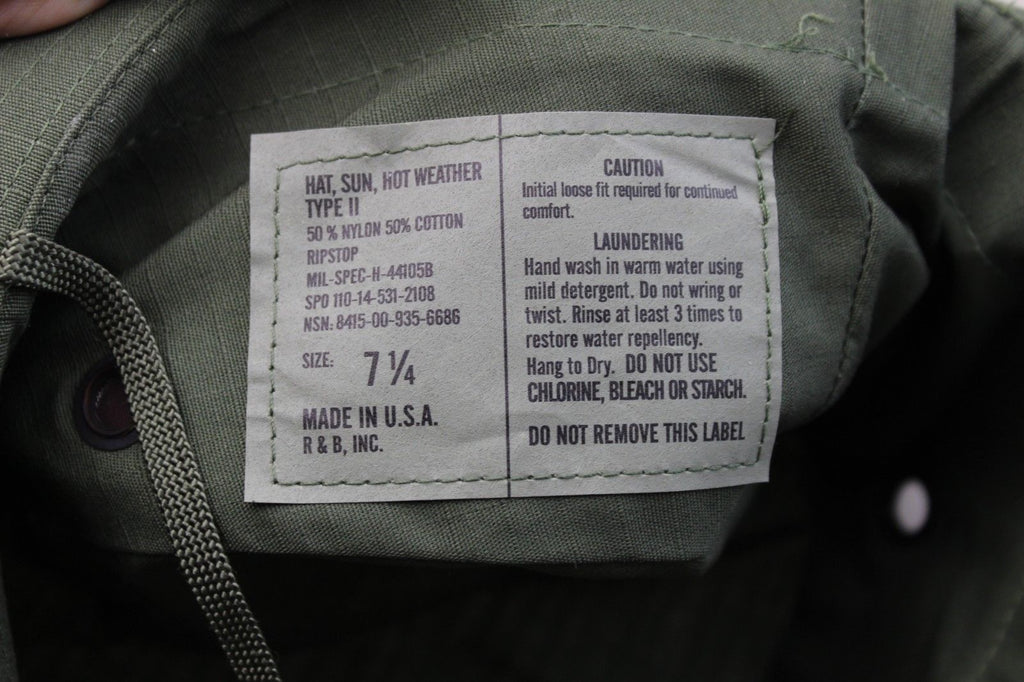 HAT, SUN, HOT WEATHER
TYPE II
50 % NYLON 50% COTTON
RIPSTOP
MIL-SPEC-H-44105B
SPO 110-14-531-2108
NSN: 8415-00-935-6686
SIZE: 7 ¼
MADE IN U.S.A.
R & B, INC.
CAUTION
Initial loose fit required for continued
comfort.
LAUNDERING
Hand wash in warm water using
mild detergent. Do not wring or
twist. Rinse at least 3 times to
restore water repellency.
Hang to Dry. DO NOT USE
CHLORINE, BLEACH OR STARCH.
DO NOT REMOVE THIS LABEL